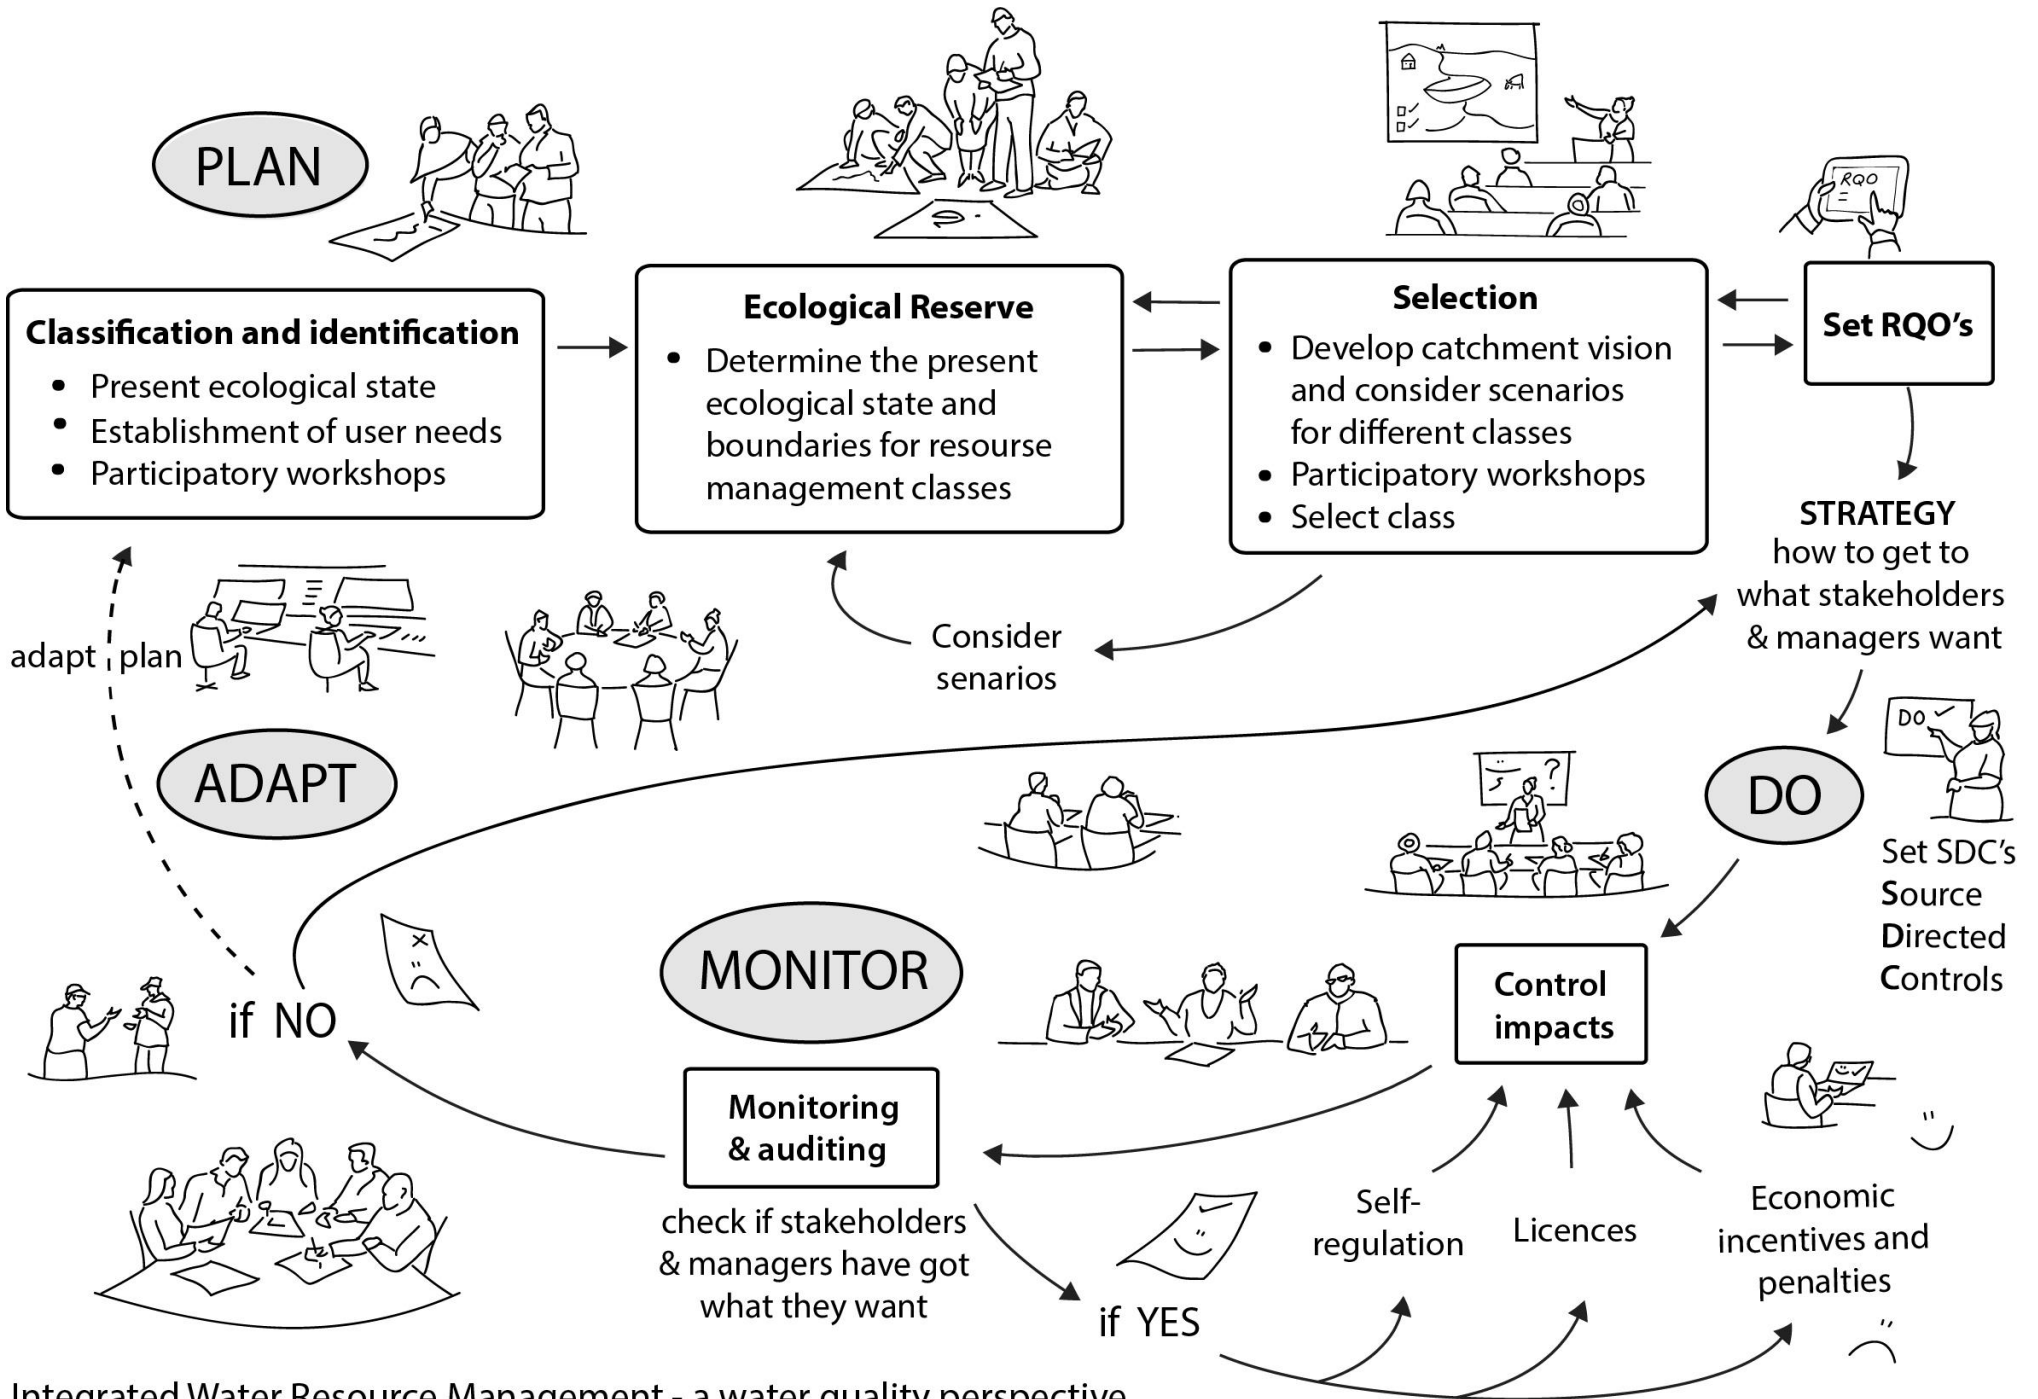 PLAN
RQO
Classification and identification
• Present ecological state
• Establishment of user needs
• Participatory workshops
Ecological Reserve
• Determine the present
ecological state and
boundaries for resourse
management classes
Selection
• Develop catchment vision
and consider scenarios
for different classes
• Participatory workshops
• Select class
Set RQO's
STRATEGY
how to get to
what stakeholders
& managers want
Consider
senarios
adapt plan
ADAPT
DO
DO
Set SDC's
Source
Directed
Controls
?
MONITOR
Control
impacts
if NO
Monitoring
& auditing
check if stakeholders
& managers have got
what they want
if YES
Self-
regulation
Licences
Economic
incentives and
penalties
Integrated Water Resource Management - a water quality perspective